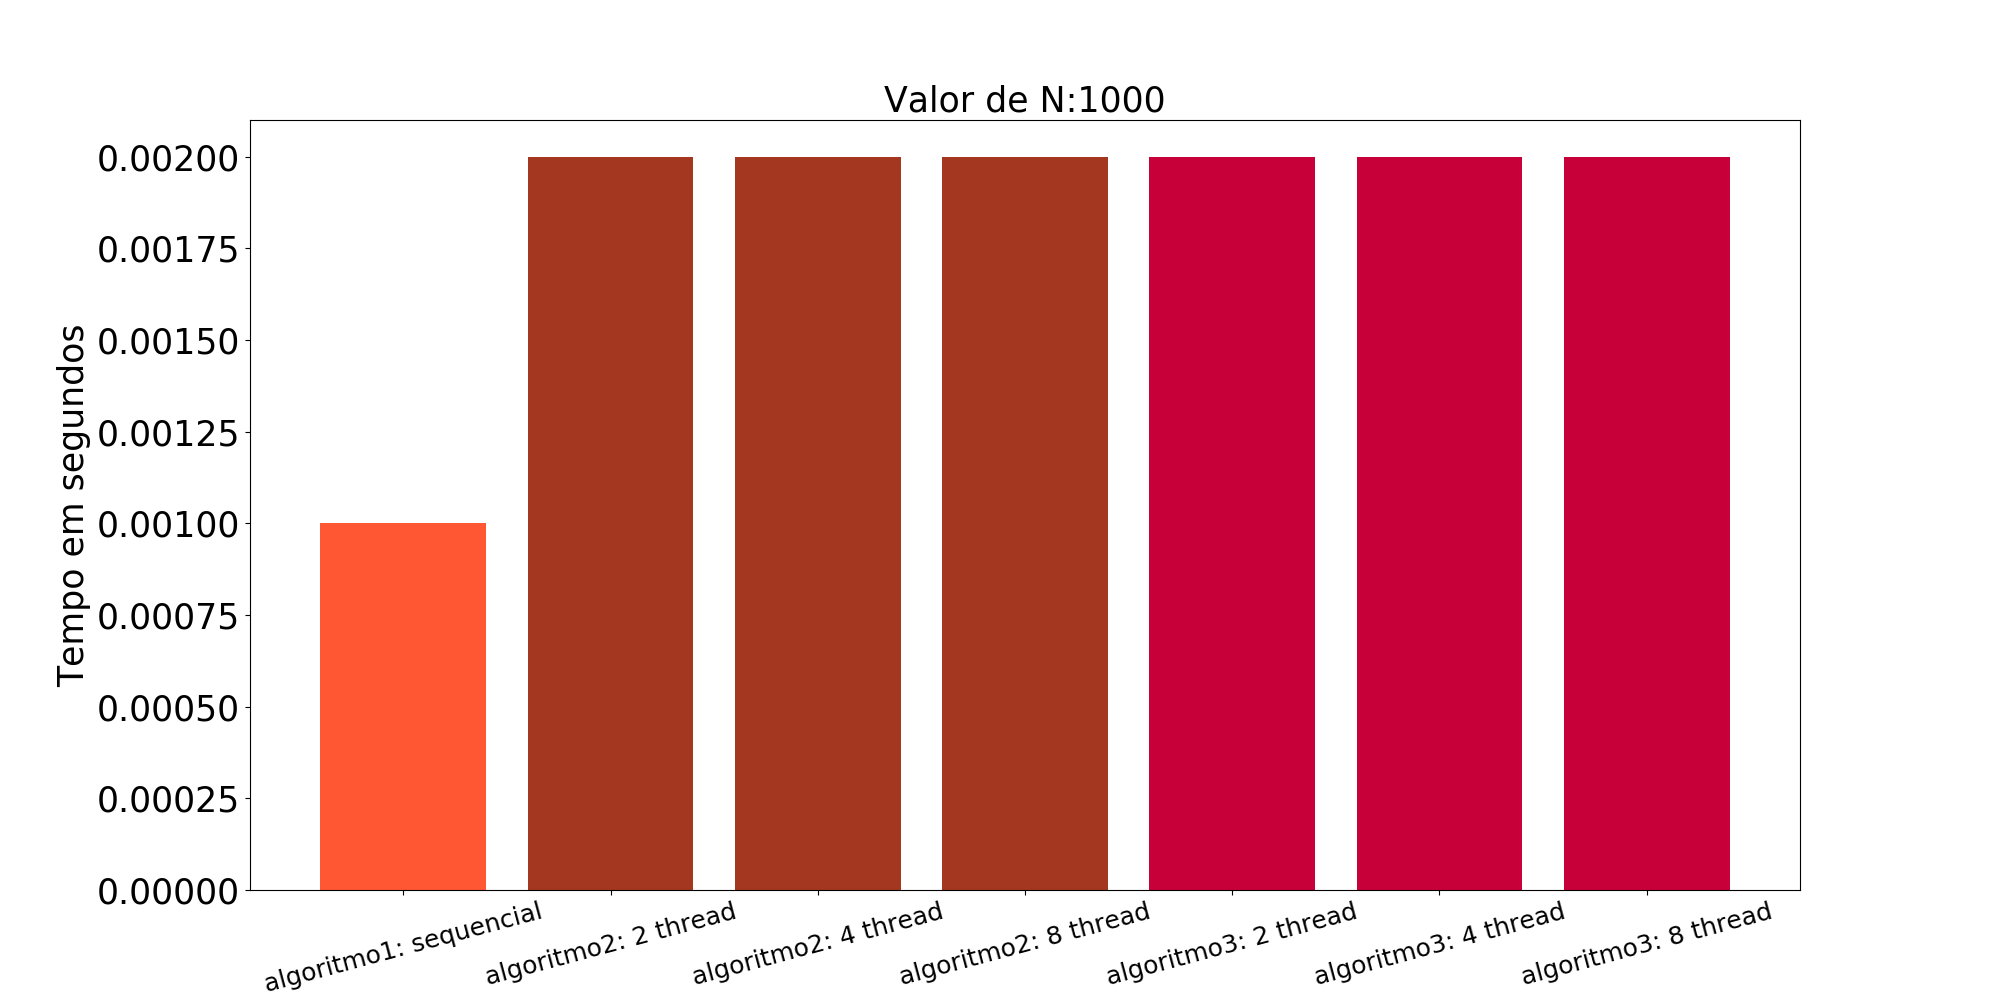 Valor de N:1000
Tempo em segundos
0.00200
0.00175
0.00150
0.00125
0.00100
0.00075
0.00050
0.00025
0.00000
algoritmo1: sequencial
algoritmo2: 2 thread
algoritmo2: 4 thread
algoritmo2: 8 thread
algoritmo3: 2 thread
algoritmo3: 4 thread
algoritmo3: 8 thread